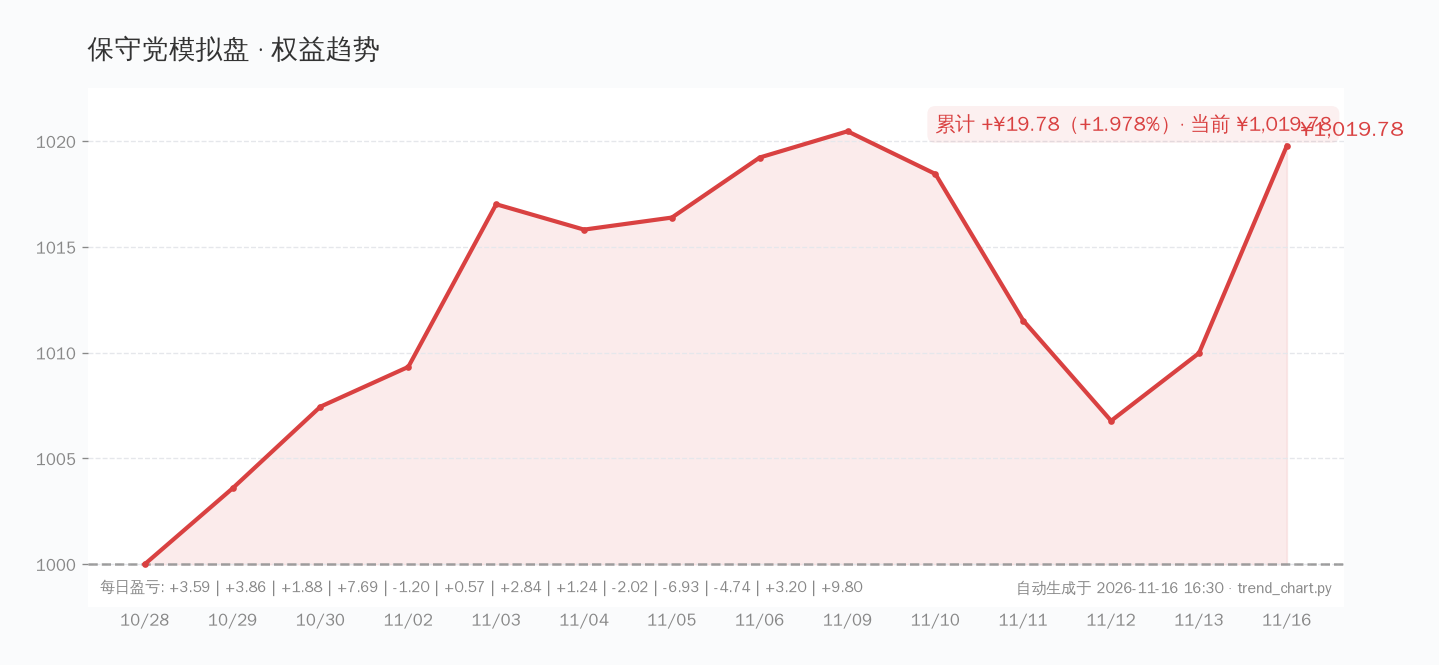 保守党模拟盘 · 权益趋势
累计 +¥19.78（+1.978%）· 当前 ¥1,019.78
¥1,019.78
1020
1015
1010
1005
1000
每日盈亏: +3.59 | +3.86 | +1.88 | +7.69 | -1.20 | +0.57 | +2.84 | +1.24 | -2.02 | -6.93 | -4.74 | +3.20 | +9.80
自动生成于 2026-11-16 16:30 · trend_chart.py
10/28 10/29 10/30 11/02 11/03 11/04 11/05 11/06 11/09 11/10 11/11 11/12 11/13 11/16